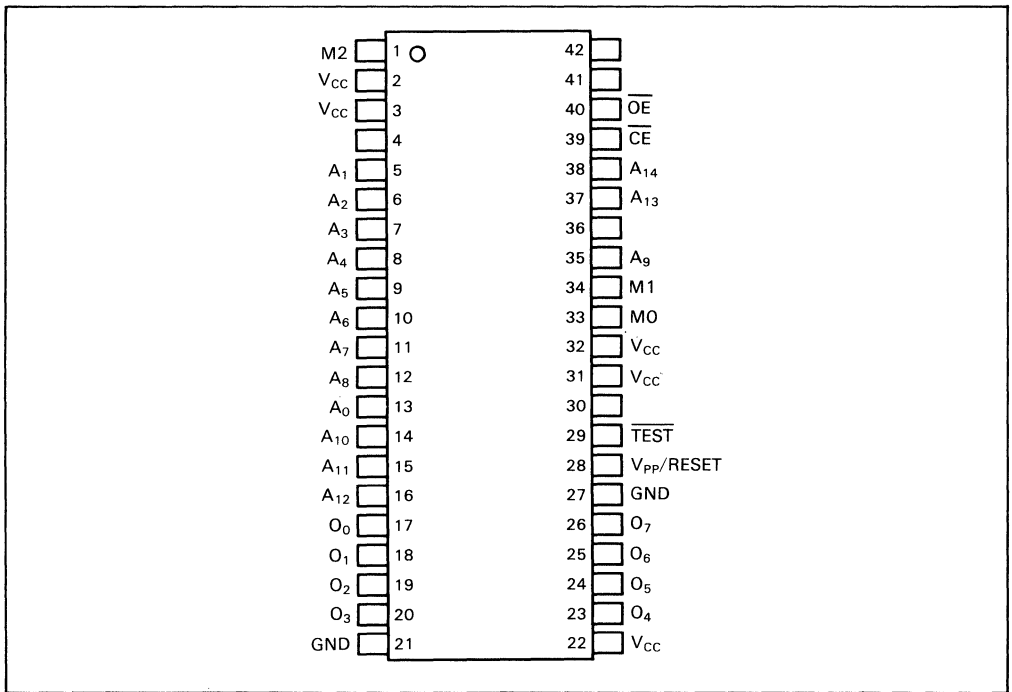 M2 1 42
VCC 2 41
VCC 3 40 O̅E̅
4 39 C̅E̅
A1 5 38 A14
A2 6 37 A13
A3 7 36
A4 8 35 A9
A5 9 34 M1
A6 10 33 M0
A7 11 32 VCC
A8 12 31 VCC
A0 13 30
A10 14 29 T̅E̅S̅T̅
A11 15 28 VPP/RESET
A12 16 27 GND
O0 17 26 O7
O1 18 25 O6
O2 19 24 O5
O3 20 23 O4
GND 21 22 VCC